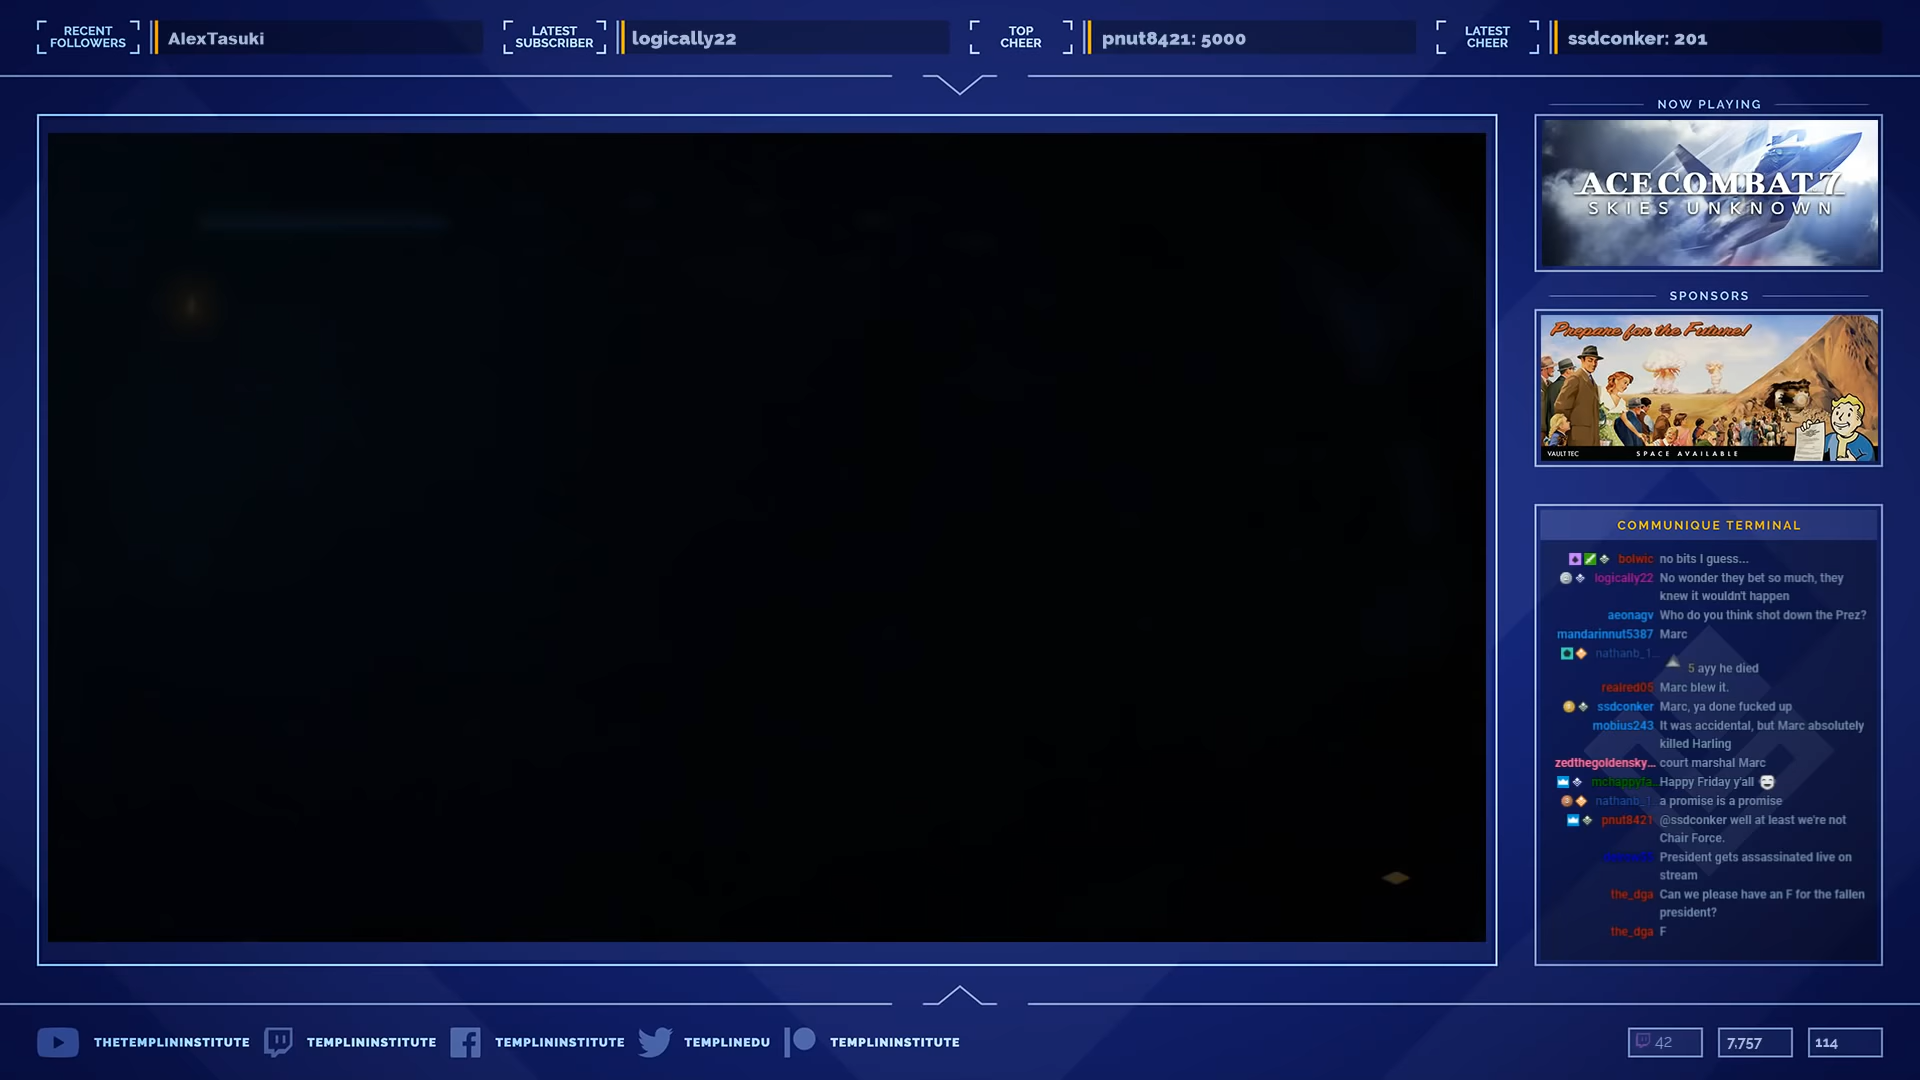 RECENT
FOLLOWERS
AlexTasuki
LATEST
SUBSCRIBER
logically22
TOP
CHEER
pnut8421: 5000
LATEST
CHEER
ssdconker: 201
NOW PLAYING
ACE COMBAT 7
SKIES UNKNOWN
SPONSORS
Prepare for the Future!
VAULT TEC
SPACE AVAILABLE
COMMUNIQUE TERMINAL
bolwic no bits I guess...
logically22 No wonder they bet so much, they
knew it wouldn't happen
aeonagv Who do you think shot down the Prez?
mandarinnut5387 Marc
nathanb_1...
5 ayy he died
realred05 Marc blew it.
ssdconker Marc, ya done fucked up
mobius243 It was accidental, but Marc absolutely
killed Harling
zedthegoldensky... court marshal Marc
mchappyfa... Happy Friday y'all
nathanb_1... a promise is a promise
pnut8421 @ssdconker well at least we're not
Chair Force.
President gets assassinated live on
stream
the_dga Can we please have an F for the fallen
president?
the_dga F
THETEMPLININSTITUTE
TEMPLININSTITUTE
TEMPLININSTITUTE
TEMPLINEDU
TEMPLININSTITUTE
42
7,757
114